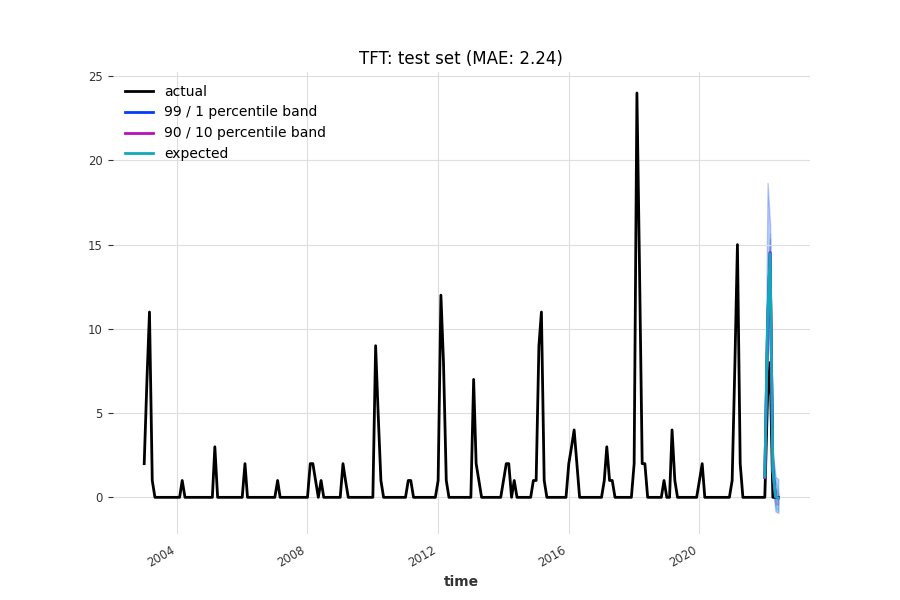 TFT: test set (MAE: 2.24)
actual
99 / 1 percentile band
90 / 10 percentile band
expected
25
20
15
10
5
0
2004
2008
2012
2016
2020
time